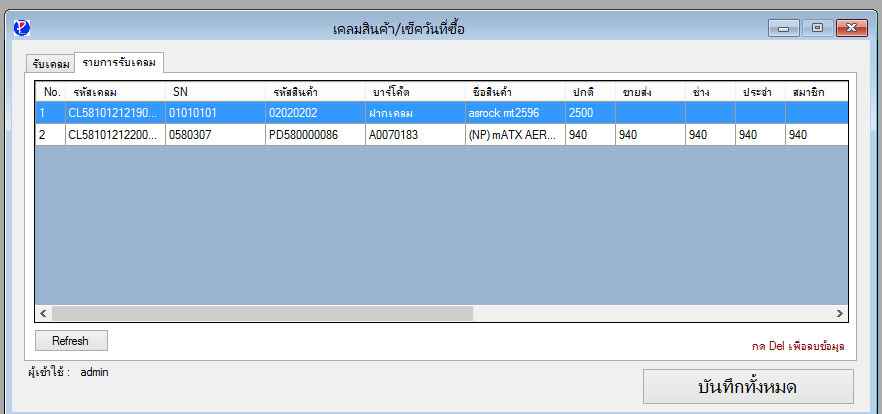 เคลมสินค้า/เช็ควันที่ซื้อ
รับเคลม รายการรับเคลม
No. รหัสเคลม SN รหัสสินค้า บาร์โค้ต ชื่อสินค้า ปกติ ขายส่ง ช่าง ประจำ สมาชิก
1 CL58101212190... 01010101 02020202 ฝากเคลม asrock mt2596 2500
2 CL58101212200... 0580307 PD580000086 A0070183 (NP) mATX AER... 940 940 940 940 940
Refresh
กด Del เพื่อลบข้อมูล
ผู้เข้าใช้ : admin
บันทึกทั้งหมด